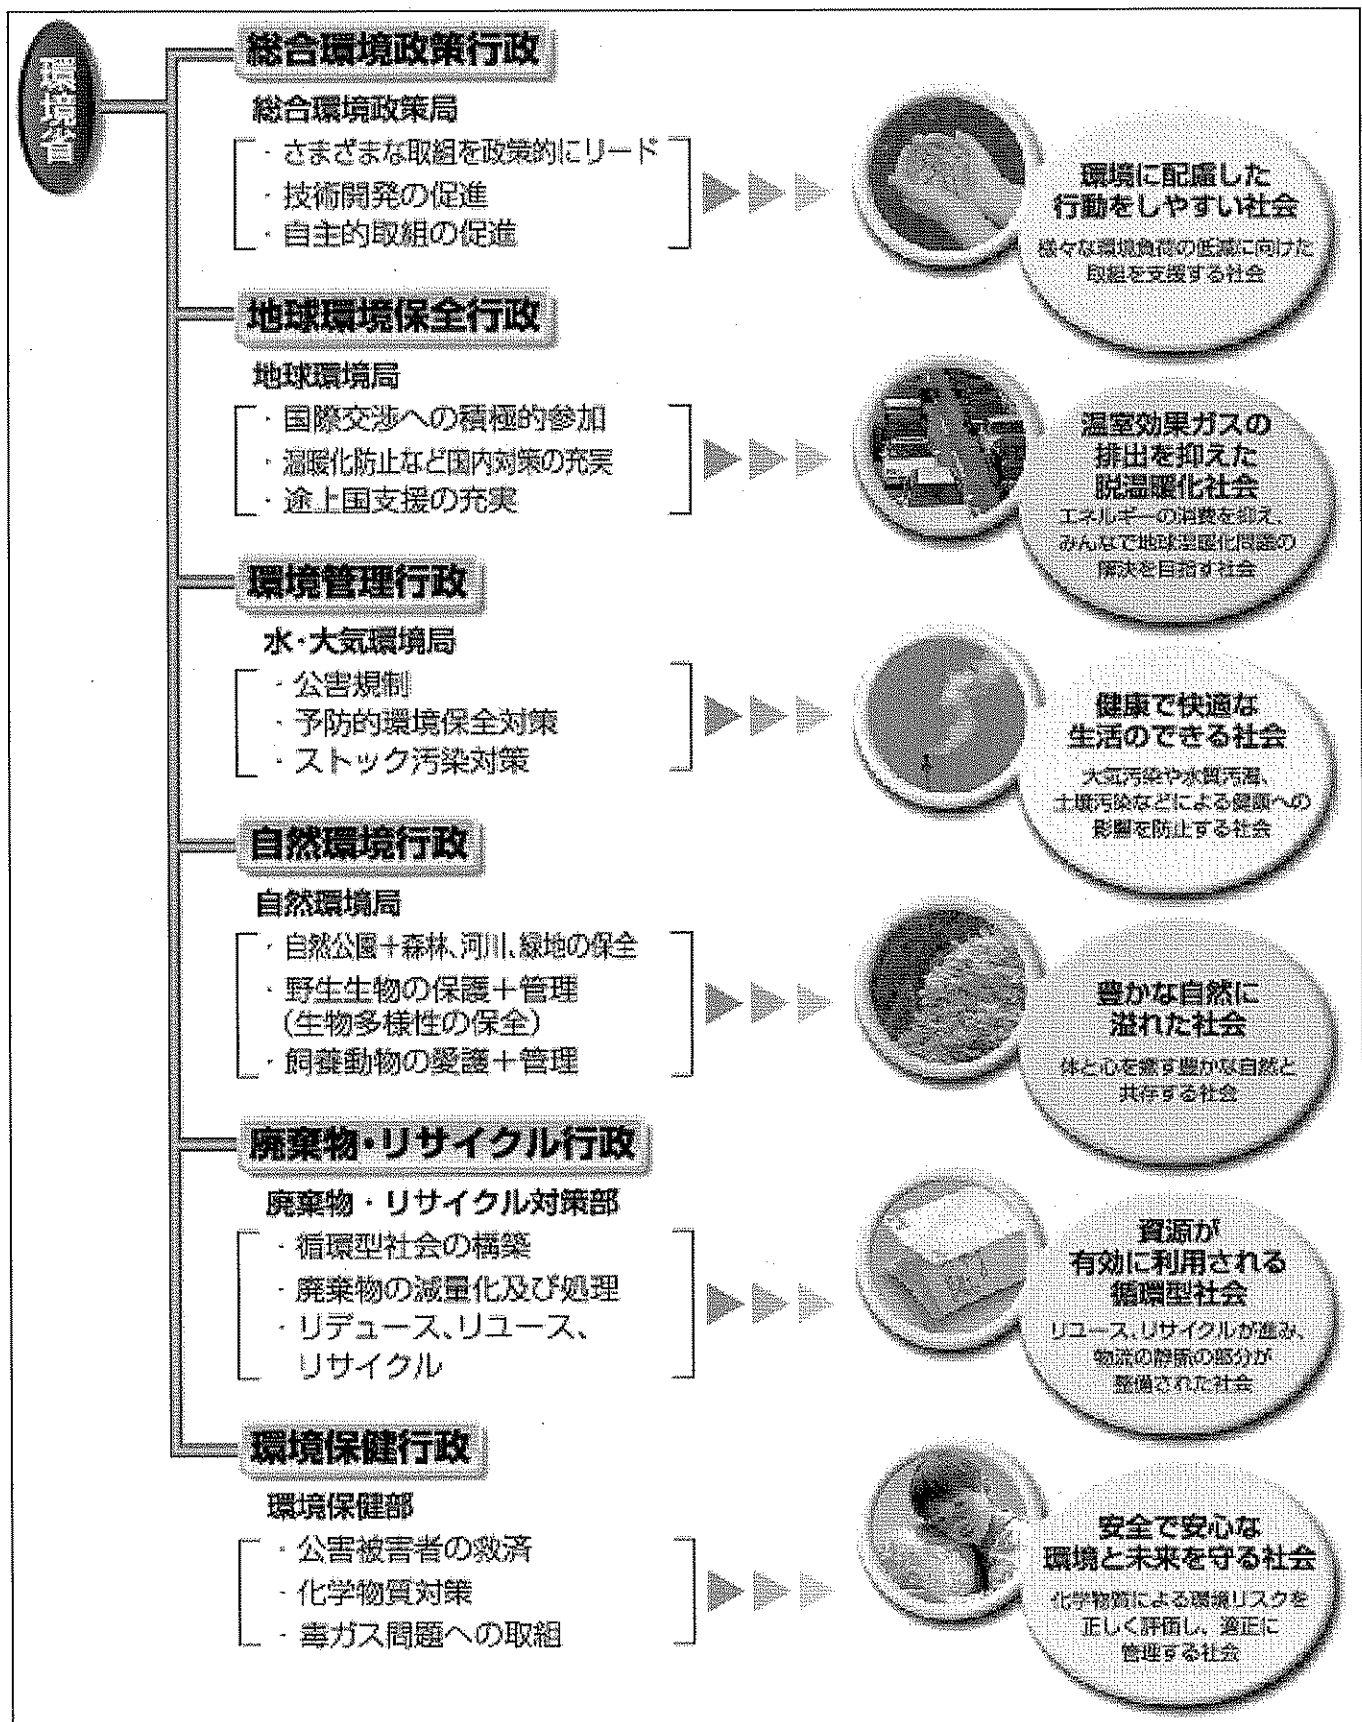 環境省
総合環境政策行政
総合環境政策局
・さまざまな取組を政策的にリード
・技術開発の促進
・自主的取組の促進
環境に配慮した
行動をしやすい社会
様々な環境負荷の低減に向けた
取組を支援する社会
地球環境保全行政
地球環境局
・国際交渉への積極的参加
・温暖化防止など国内対策の充実
・途上国支援の充実
温室効果ガスの
排出を抑えた
脱温暖化社会
エネルギーの消費を抑え、
みんなで地球温暖化問題の
解決を目指す社会
環境管理行政
水・大気環境局
・公害規制
・予防的環境保全対策
・ストック汚染対策
健康で快適な
生活のできる社会
大気汚染や水質汚濁、
土壌汚染などによる健康への
影響を防止する社会
自然環境行政
自然環境局
・自然公園＋森林、河川、緑地の保全
・野生生物の保護＋管理
（生物多様性の保全）
・飼養動物の愛護＋管理
豊かな自然に
溢れた社会
体と心を癒す豊かな自然と
共存する社会
廃棄物・リサイクル行政
廃棄物・リサイクル対策部
・循環型社会の構築
・廃棄物の減量化及び処理
・リデュース、リユース、
リサイクル
資源が
有効に利用される
循環型社会
リユース、リサイクルが進み、
物流の静脈の部分が
整備された社会
環境保健行政
環境保健部
・公害被害者の救済
・化学物質対策
・毒ガス問題への取組
安全で安心な
環境と未来を守る社会
化学物質による環境リスクを
正しく評価し、適正に
管理する社会